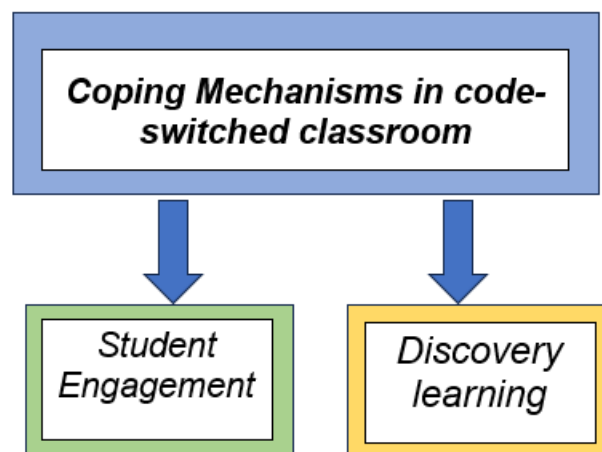 Coping Mechanisms in code-
switched classroom
Student
Engagement
Discovery
learning